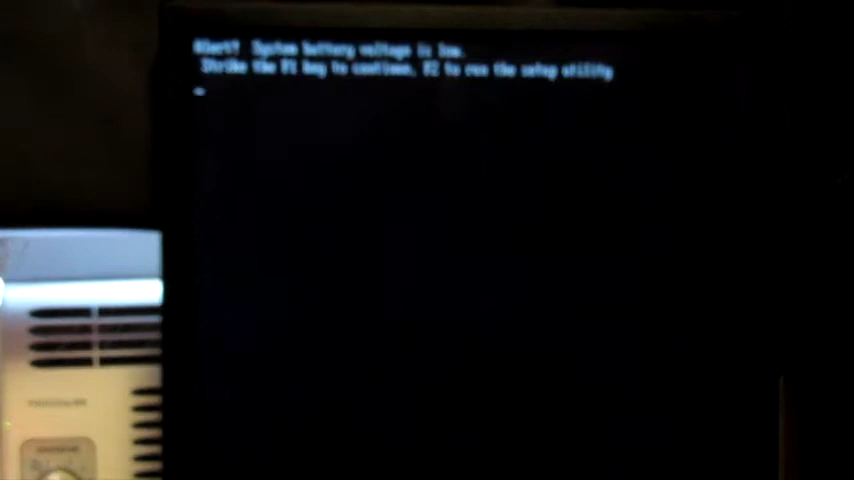 Alert! System battery voltage is low.
Strike the F1 key to continue, F2 to run the setup utility